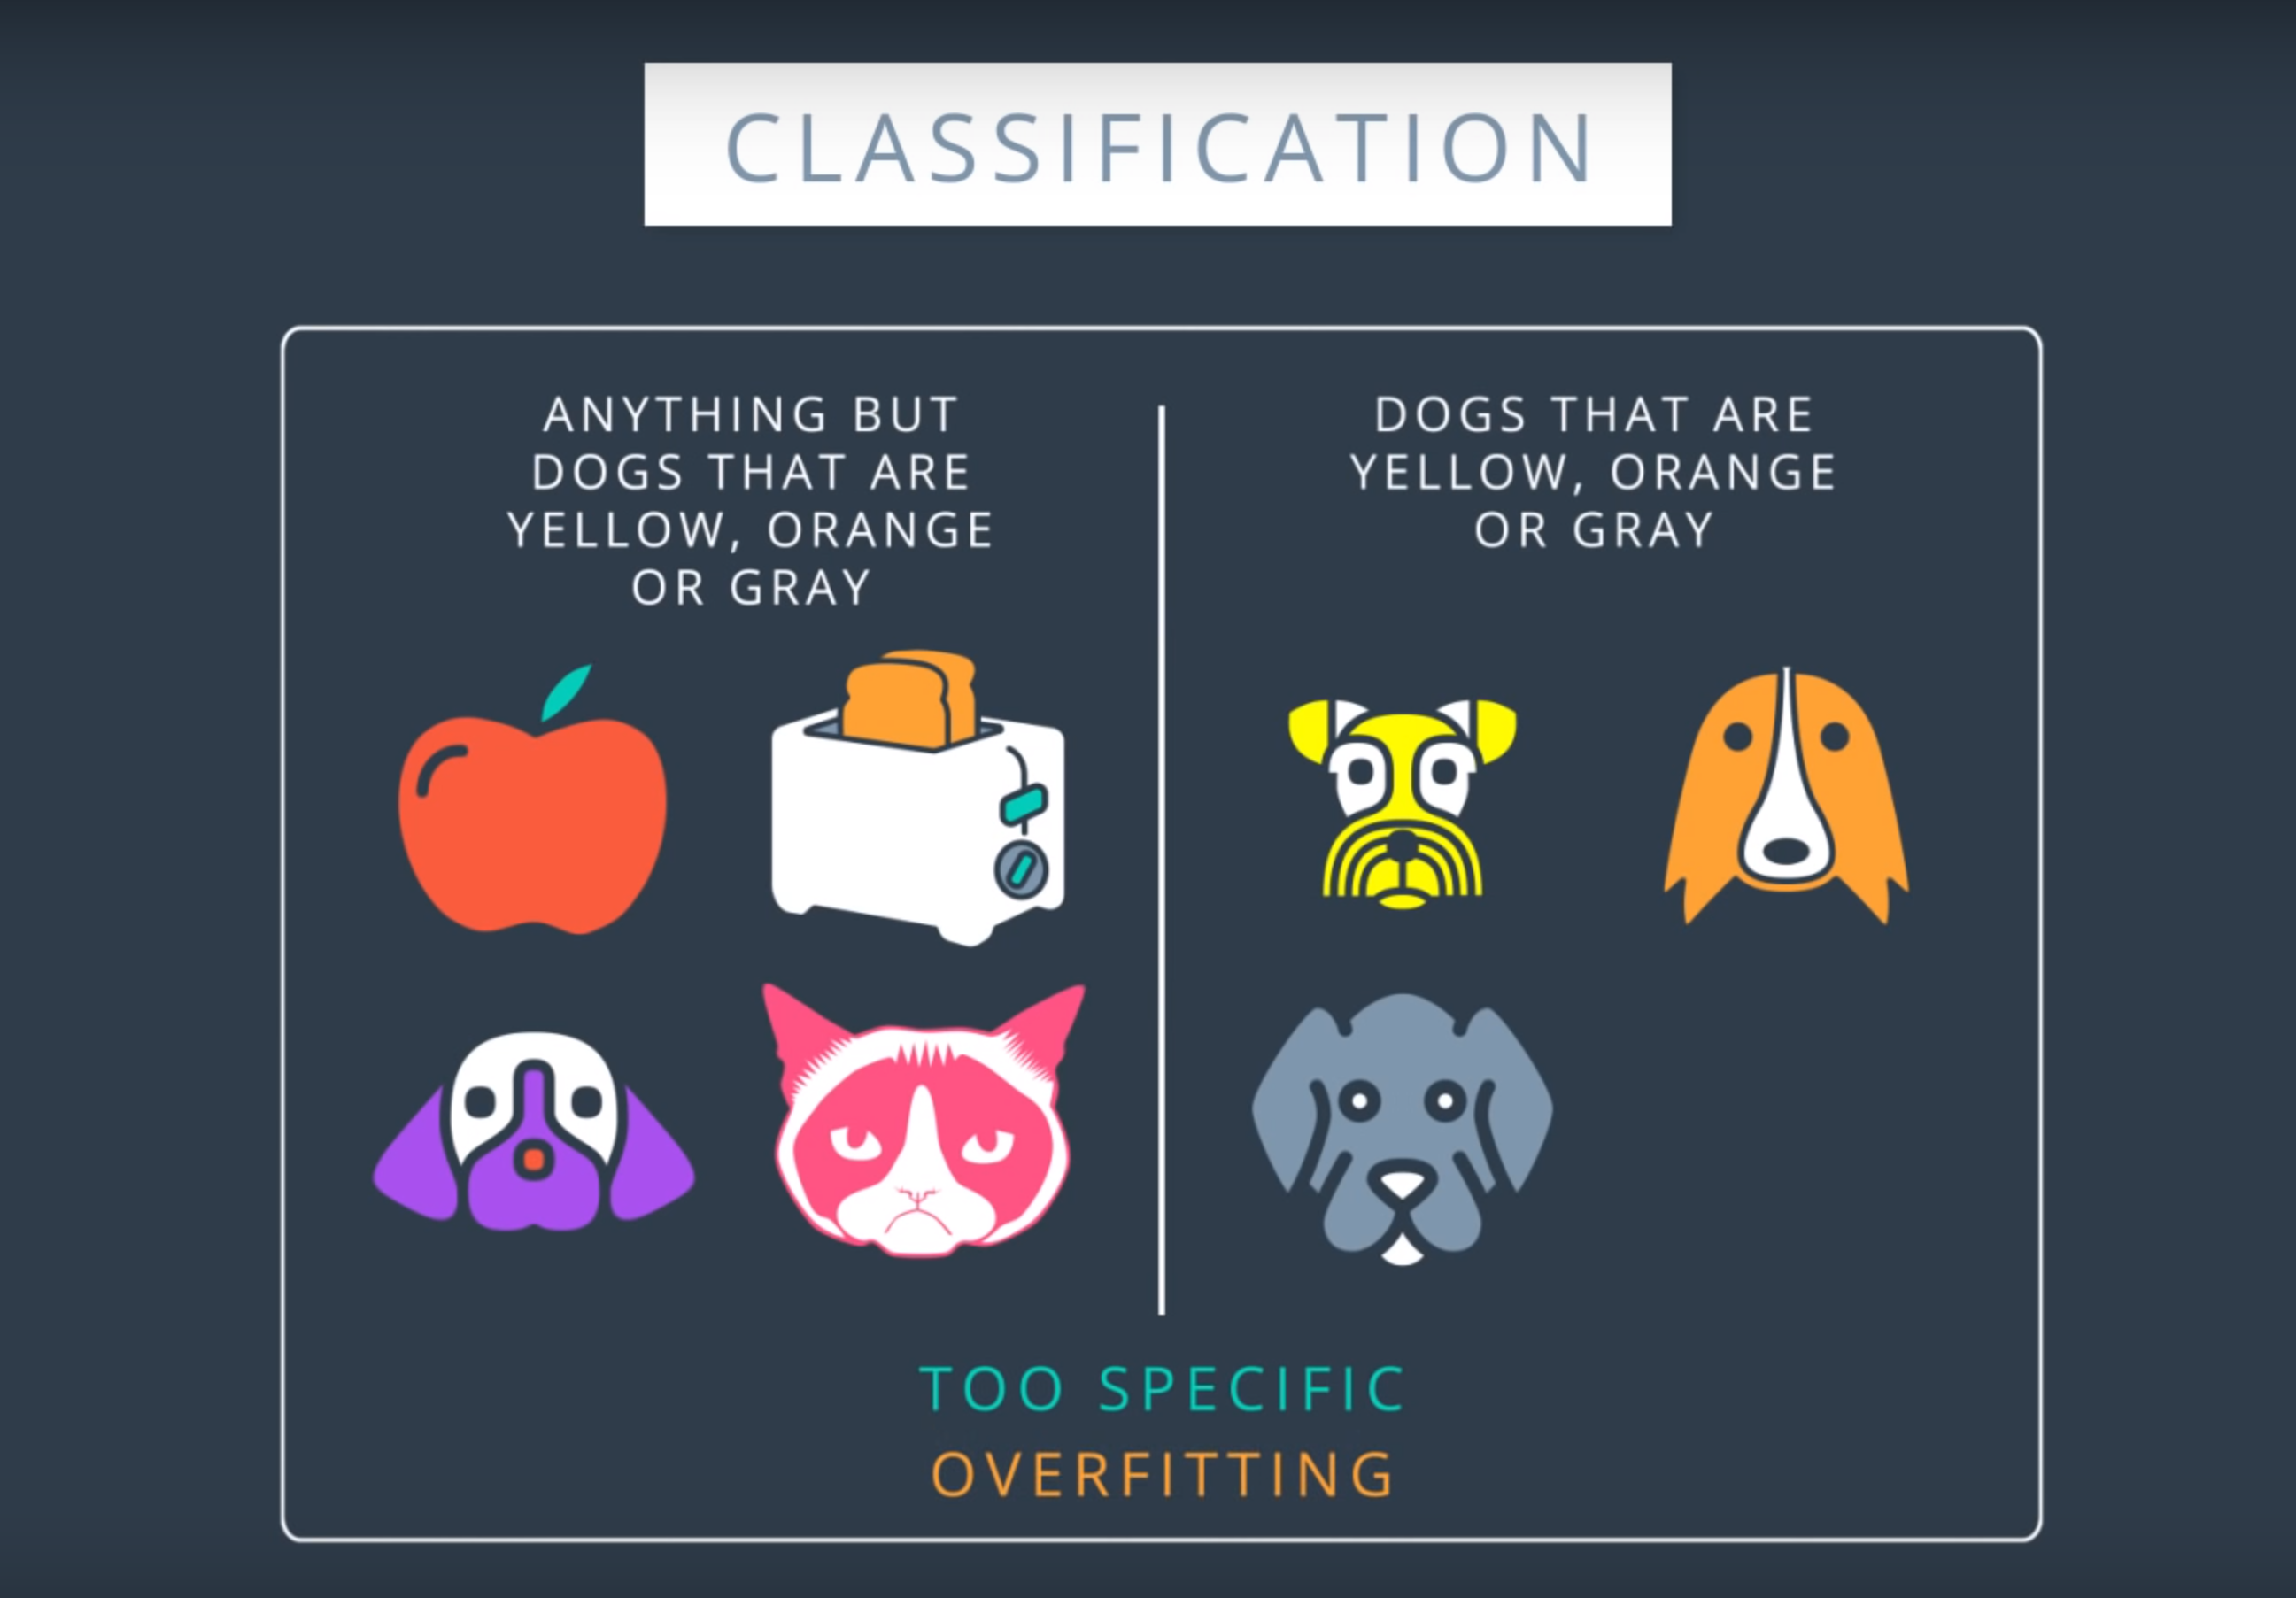 CLASSIFICATION
ANYTHING BUT
DOGS THAT ARE
YELLOW, ORANGE
OR GRAY
DOGS THAT ARE
YELLOW, ORANGE
OR GRAY
TOO SPECIFIC
OVERFITTING